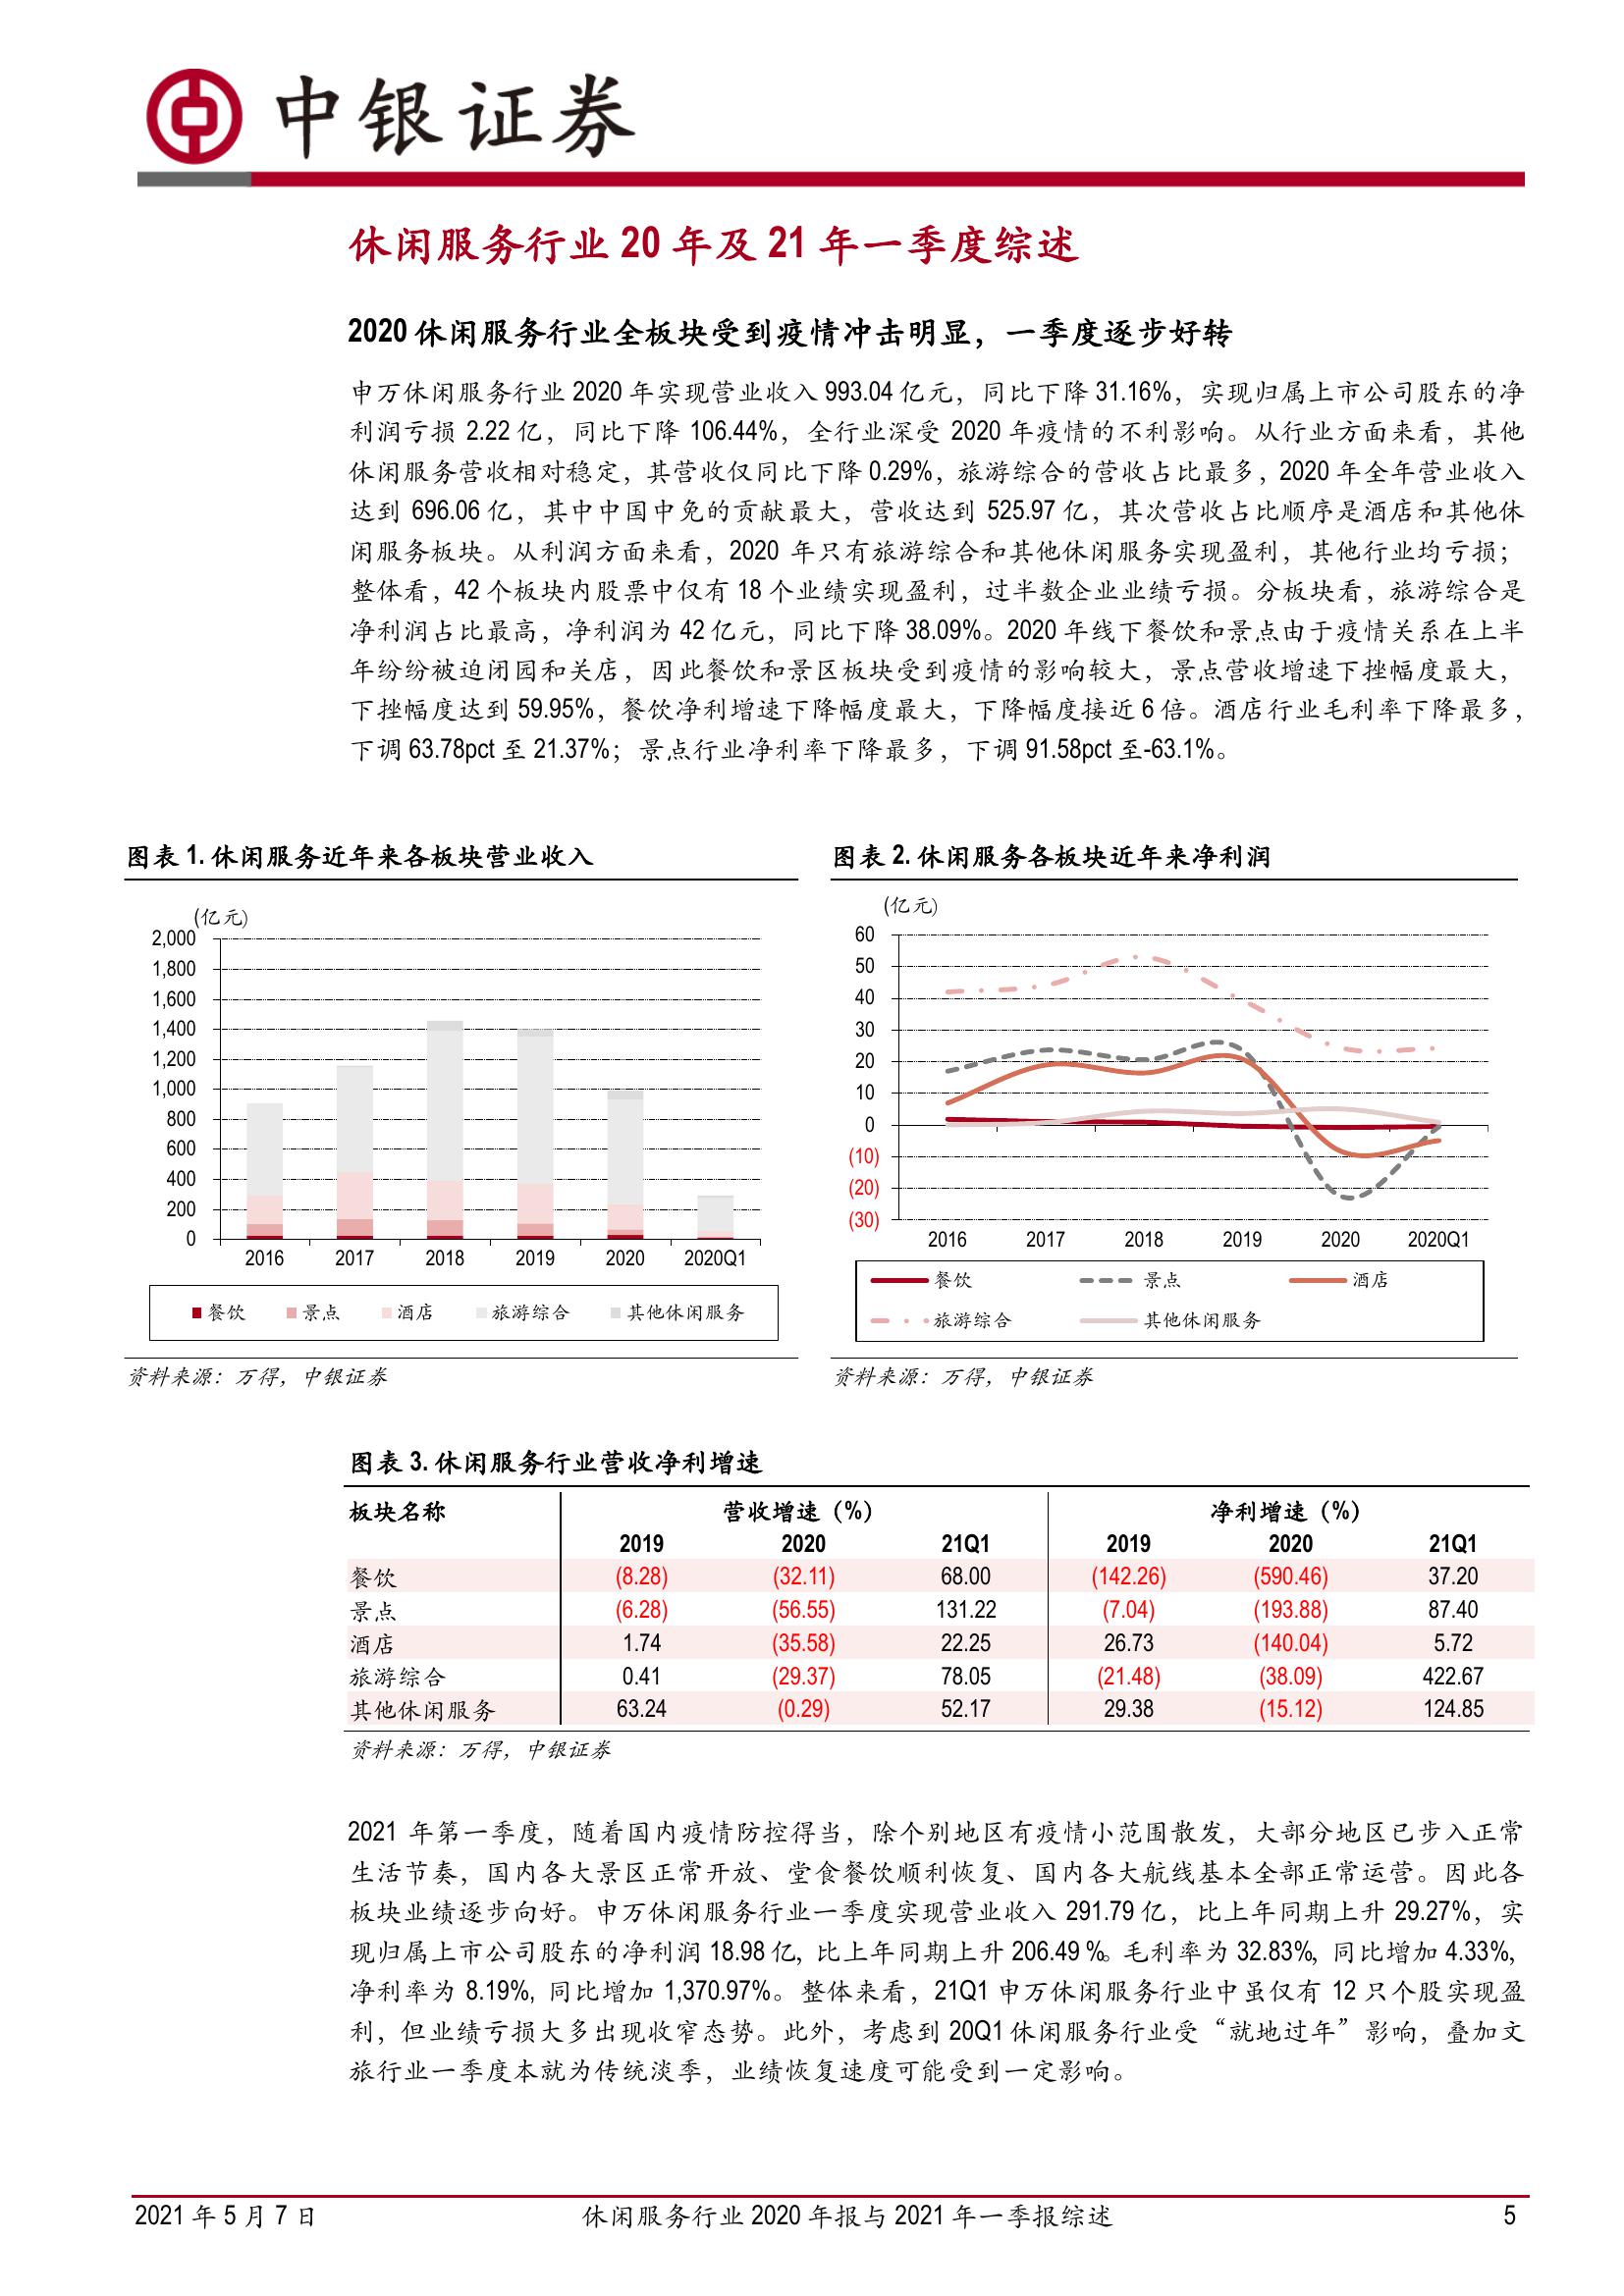 中银证券
休闲服务行业 20 年及 21 年一季度综述
2020 休闲服务行业全板块受到疫情冲击明显，一季度逐步好转
申万休闲服务行业 2020 年实现营业收入 993.04 亿元，同比下降 31.16%，实现归属上市公司股东的净
利润亏损 2.22 亿，同比下降 106.44%，全行业深受 2020 年疫情的不利影响。从行业方面来看，其他
休闲服务营收相对稳定，其营收仅同比下降 0.29%，旅游综合的营收占比最多，2020 年全年营业收入
达到 696.06 亿，其中中国中免的贡献最大，营收达到 525.97 亿，其次营收占比顺序是酒店和其他休
闲服务板块。从利润方面来看，2020 年只有旅游综合和其他休闲服务实现盈利，其他行业均亏损；
整体看，42 个板块内股票中仅有 18 个业绩实现盈利，过半数企业业绩亏损。分板块看，旅游综合是
净利润占比最高，净利润为 42 亿元，同比下降 38.09%。2020 年线下餐饮和景点由于疫情关系在上半
年纷纷被迫闭园和关店，因此餐饮和景区板块受到疫情的影响较大，景点营收增速下挫幅度最大，
下挫幅度达到 59.95%，餐饮净利增速下降幅度最大，下降幅度接近 6 倍。酒店行业毛利率下降最多，
下调 63.78pct 至 21.37%；景点行业净利率下降最多，下调 91.58pct 至-63.1%。
图表 1. 休闲服务近年来各板块营业收入
(亿元)
2,000
1,800
1,600
1,400
1,200
1,000
800
600
400
200
0
2016 2017 2018 2019 2020 2020Q1
餐饮 景点 酒店 旅游综合 其他休闲服务
资料来源：万得，中银证券
图表 2. 休闲服务各板块近年来净利润
(亿元)
60
50
40
30
20
10
0
(10)
(20)
(30)
2016 2017 2018 2019 2020 2020Q1
餐饮 景点 酒店
旅游综合 其他休闲服务
资料来源：万得，中银证券
图表 3. 休闲服务行业营收净利增速
板块名称 营收增速（%） 净利增速（%）
2019 2020 21Q1 2019 2020 21Q1
餐饮 (8.28) (32.11) 68.00 (142.26) (590.46) 37.20
景点 (6.28) (56.55) 131.22 (7.04) (193.88) 87.40
酒店 1.74 (35.58) 22.25 26.73 (140.04) 5.72
旅游综合 0.41 (29.37) 78.05 (21.48) (38.09) 422.67
其他休闲服务 63.24 (0.29) 52.17 29.38 (15.12) 124.85
资料来源：万得，中银证券
2021 年第一季度，随着国内疫情防控得当，除个别地区有疫情小范围散发，大部分地区已步入正常
生活节奏，国内各大景区正常开放、堂食餐饮顺利恢复、国内各大航线基本全部正常运营。因此各
板块业绩逐步向好。申万休闲服务行业一季度实现营业收入 291.79 亿，比上年同期上升 29.27%，实
现归属上市公司股东的净利润 18.98 亿，比上年同期上升 206.49 %。毛利率为 32.83%，同比增加 4.33%，
净利率为 8.19%，同比增加 1,370.97%。整体来看，21Q1 申万休闲服务行业中虽仅有 12 只个股实现盈
利，但业绩亏损大多出现收窄态势。此外，考虑到 20Q1 休闲服务行业受“就地过年”影响，叠加文
旅行业一季度本就为传统淡季，业绩恢复速度可能受到一定影响。
2021 年 5 月 7 日 休闲服务行业 2020 年报与 2021 年一季报综述 5